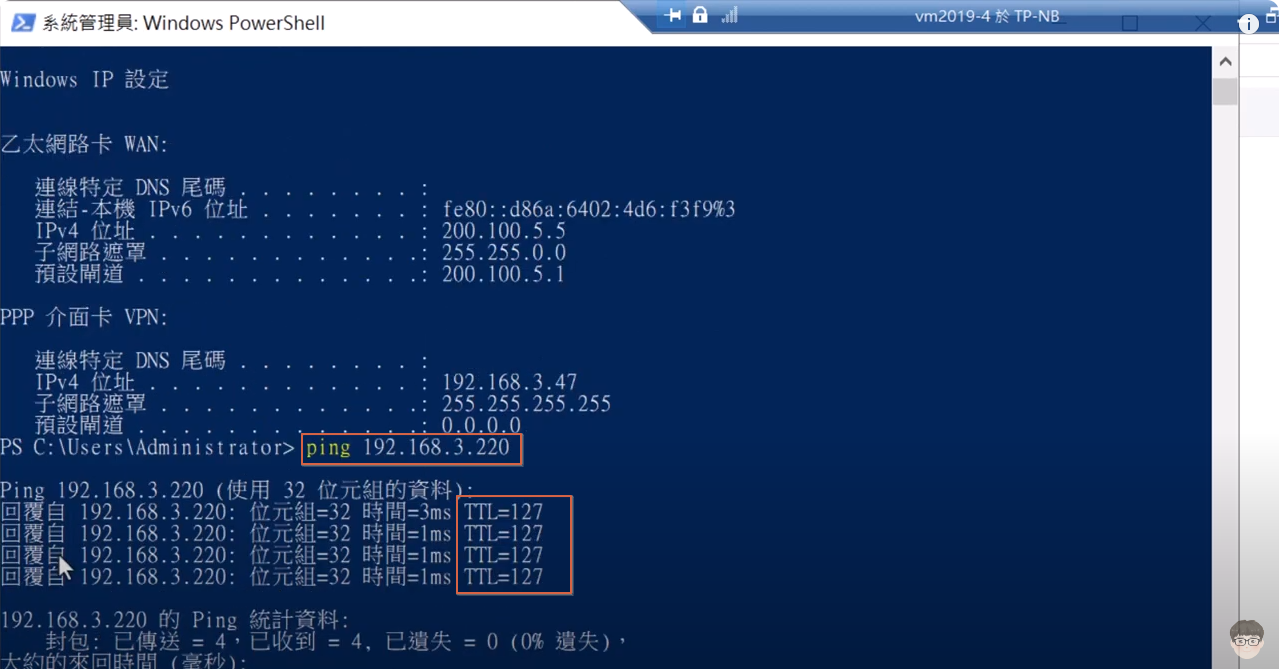 系統管理員: Windows PowerShell
vm2019-4 於 TP-NB
Windows IP 設定
乙太網路卡 WAN:
連線特定 DNS 尾碼 . . . . . . . . :
連結-本機 IPv6 位址 . . . . . . . : fe80::d86a:6402:4d6:f3f9%3
IPv4 位址 . . . . . . . . . . . . : 200.100.5.5
子網路遮罩 . . . . . . . . . . . .: 255.255.0.0
預設閘道 . . . . . . . . . . . . .: 200.100.5.1
PPP 介面卡 VPN:
連線特定 DNS 尾碼 . . . . . . . . :
IPv4 位址 . . . . . . . . . . . . : 192.168.3.47
子網路遮罩 . . . . . . . . . . . .: 255.255.255.255
預設閘道 . . . . . . . . . . . . .: 0.0.0.0
PS C:\Users\Administrator> ping 192.168.3.220
Ping 192.168.3.220 (使用 32 位元組的資料):
回覆自 192.168.3.220: 位元組=32 時間=3ms TTL=127
回覆自 192.168.3.220: 位元組=32 時間=1ms TTL=127
回覆自 192.168.3.220: 位元組=32 時間=1ms TTL=127
回覆自 192.168.3.220: 位元組=32 時間=1ms TTL=127
192.168.3.220 的 Ping 統計資料:
封包: 已傳送 = 4，已收到 = 4, 已遺失 = 0 (0% 遺失)，
大約的來回時間 (毫秒):